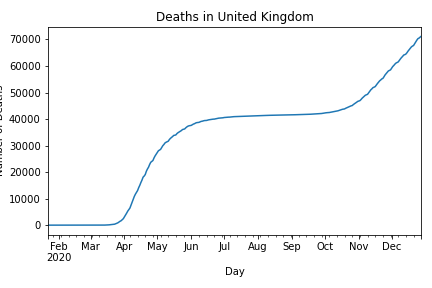 Deaths in United Kingdom
Number of Deaths
70000
60000
50000
40000
30000
20000
10000
0
Feb Mar Apr May Jun Jul Aug Sep Oct Nov Dec
2020
Day